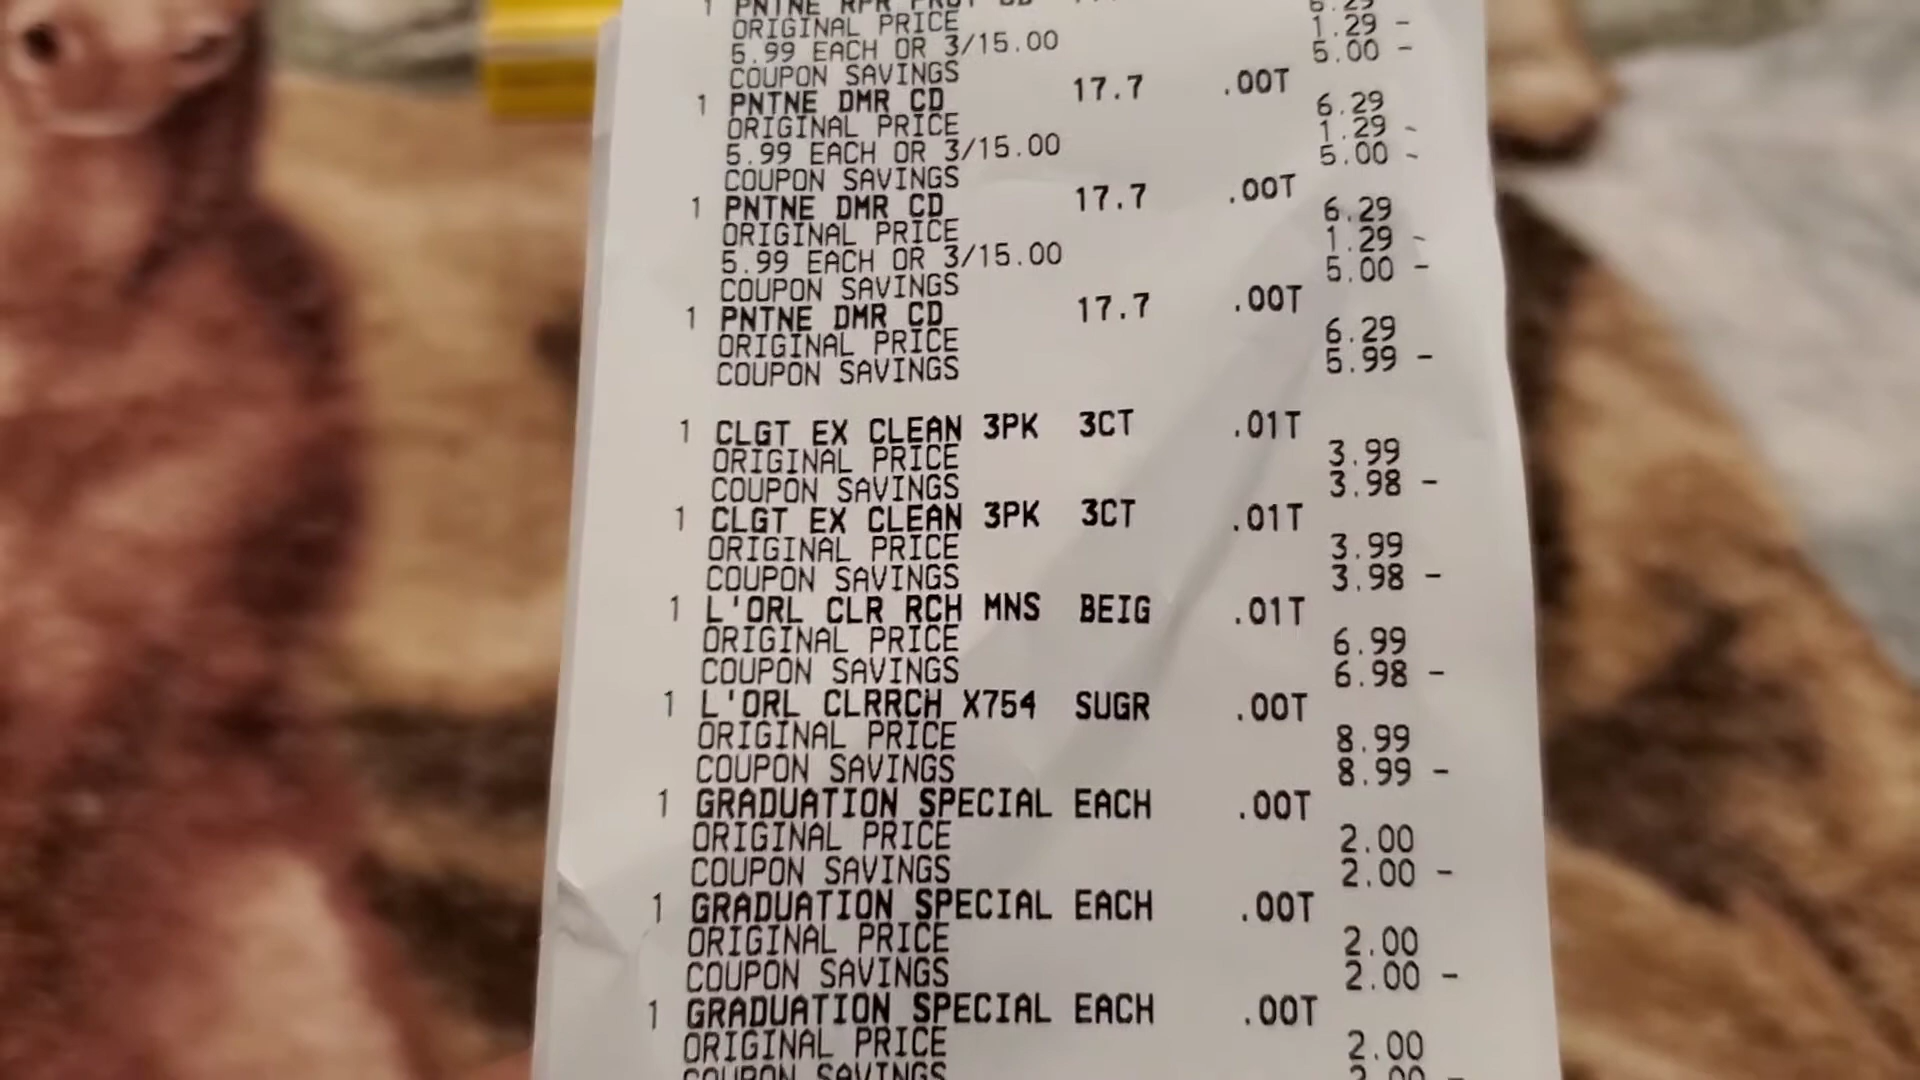 1 PNTNE RPR
ORIGINAL PRICE 6.29
5.99 EACH OR 3/15.00 1.29 -
COUPON SAVINGS 5.00 -
1 PNTNE DMR CD 17.7 .00T
ORIGINAL PRICE 6.29
5.99 EACH OR 3/15.00 1.29 -
COUPON SAVINGS 5.00 -
1 PNTNE DMR CD 17.7 .00T
ORIGINAL PRICE 6.29
5.99 EACH OR 3/15.00 1.29 -
COUPON SAVINGS 5.00 -
1 PNTNE DMR CD 17.7 .00T
ORIGINAL PRICE 6.29
COUPON SAVINGS 5.99 -
1 CLGT EX CLEAN 3PK 3CT .01T
ORIGINAL PRICE 3.99
COUPON SAVINGS 3.98 -
1 CLGT EX CLEAN 3PK 3CT .01T
ORIGINAL PRICE 3.99
COUPON SAVINGS 3.98 -
1 L'ORL CLR RCH MNS BEIG .01T
ORIGINAL PRICE 6.99
COUPON SAVINGS 6.98 -
1 L'ORL CLRRCH X754 SUGR .00T
ORIGINAL PRICE 8.99
COUPON SAVINGS 8.99 -
1 GRADUATION SPECIAL EACH .00T
ORIGINAL PRICE 2.00
COUPON SAVINGS 2.00 -
1 GRADUATION SPECIAL EACH .00T
ORIGINAL PRICE 2.00
COUPON SAVINGS 2.00 -
1 GRADUATION SPECIAL EACH .00T
ORIGINAL PRICE 2.00
COUPON SAVINGS 2.00 -